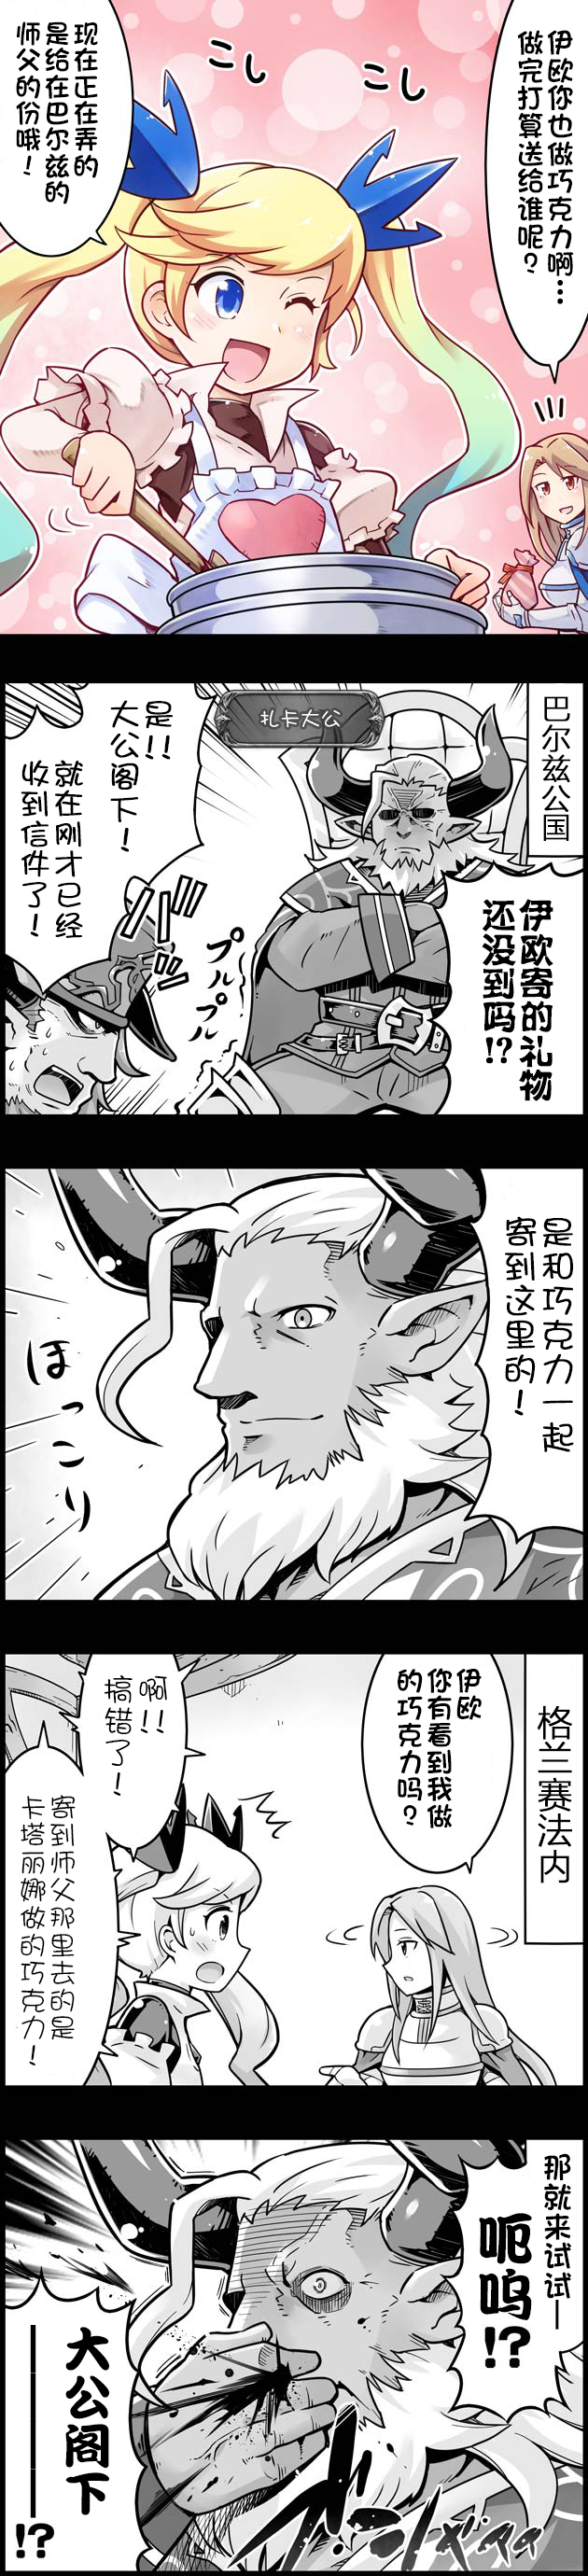 伊欧你也做巧克力啊…
做完打算送给谁呢?
こし
こし
现在正在弄的
是给在巴尔兹的
师父的份哦!
巴尔兹公国
扎卡大公
伊欧寄的礼物
还没到吗!?
プルプル
是!!
大公阁下!
就在刚才已经
收到信件了!
是和巧克力一起
寄到这里的!
ほっこり
格兰赛法内
伊欧
你有看到我做
的巧克力吗?
啊!!
搞错了!
寄到师父那里去的是
卡塔丽娜做的巧克力!
那就来试试—
呃呜!?
大公阁下
———!?